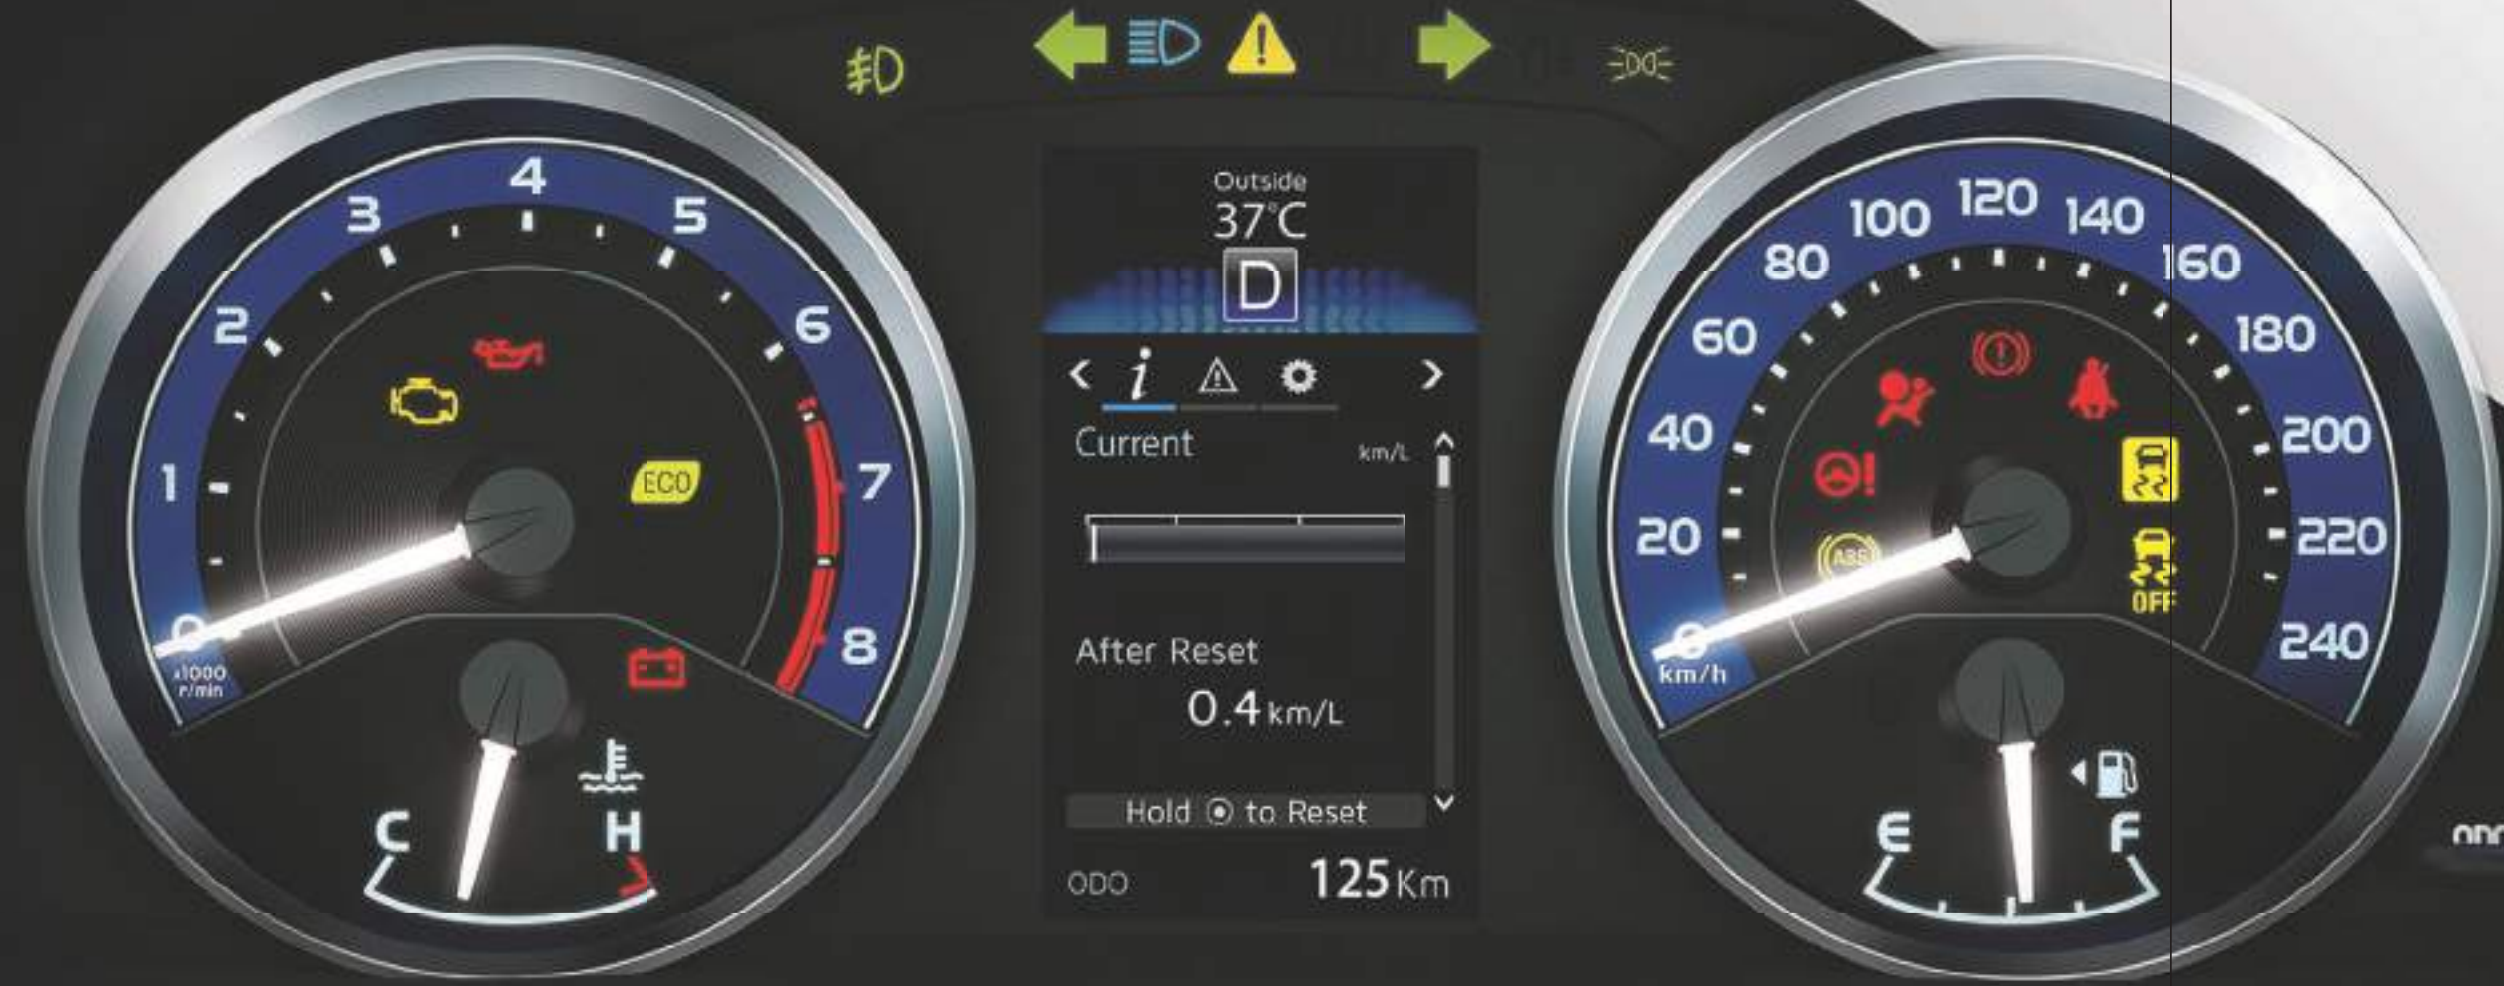 1
2
3
4
5
6
7
8
0
x1000
r/min
ECO
C
H
Outside
37°C
D
i
Current
km/L
After Reset
0.4 km/L
Hold to Reset
ODO
125 Km
0
20
40
60
80
100
120
140
160
180
200
220
240
km/h
ABS
OFF
E
F